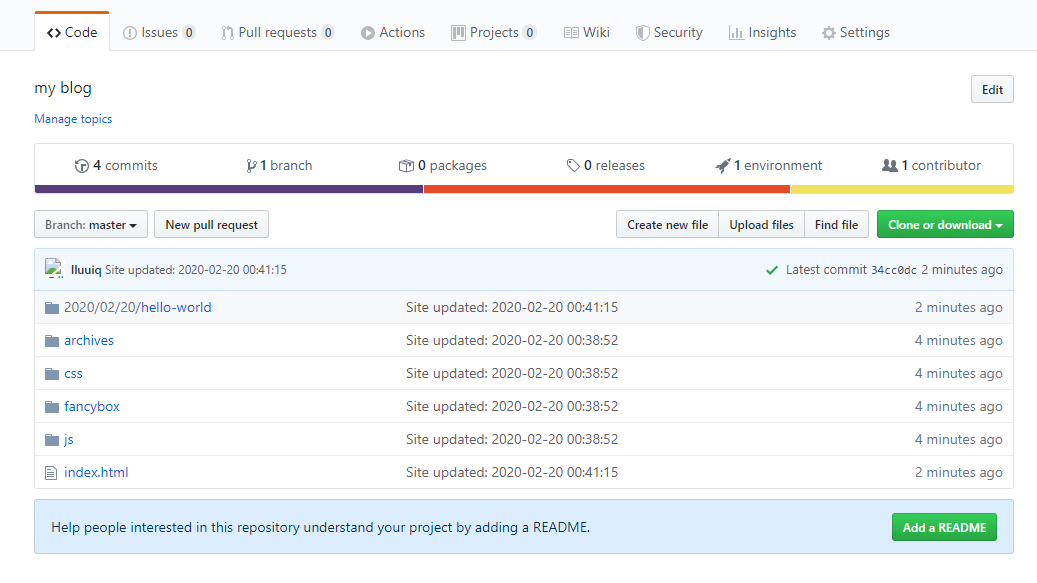 Code Issues 0 Pull requests 0 Actions Projects 0 Wiki Security Insights Settings
my blog Edit
Manage topics
4 commits 1 branch 0 packages 0 releases 1 environment 1 contributor
Branch: master New pull request Create new file Upload files Find file Clone or download
lluuiq Site updated: 2020-02-20 00:41:15 Latest commit 34cc0dc 2 minutes ago
2020/02/20/hello-world Site updated: 2020-02-20 00:41:15 2 minutes ago
archives Site updated: 2020-02-20 00:38:52 4 minutes ago
css Site updated: 2020-02-20 00:38:52 4 minutes ago
fancybox Site updated: 2020-02-20 00:38:52 4 minutes ago
js Site updated: 2020-02-20 00:38:52 4 minutes ago
index.html Site updated: 2020-02-20 00:41:15 2 minutes ago
Help people interested in this repository understand your project by adding a README. Add a README